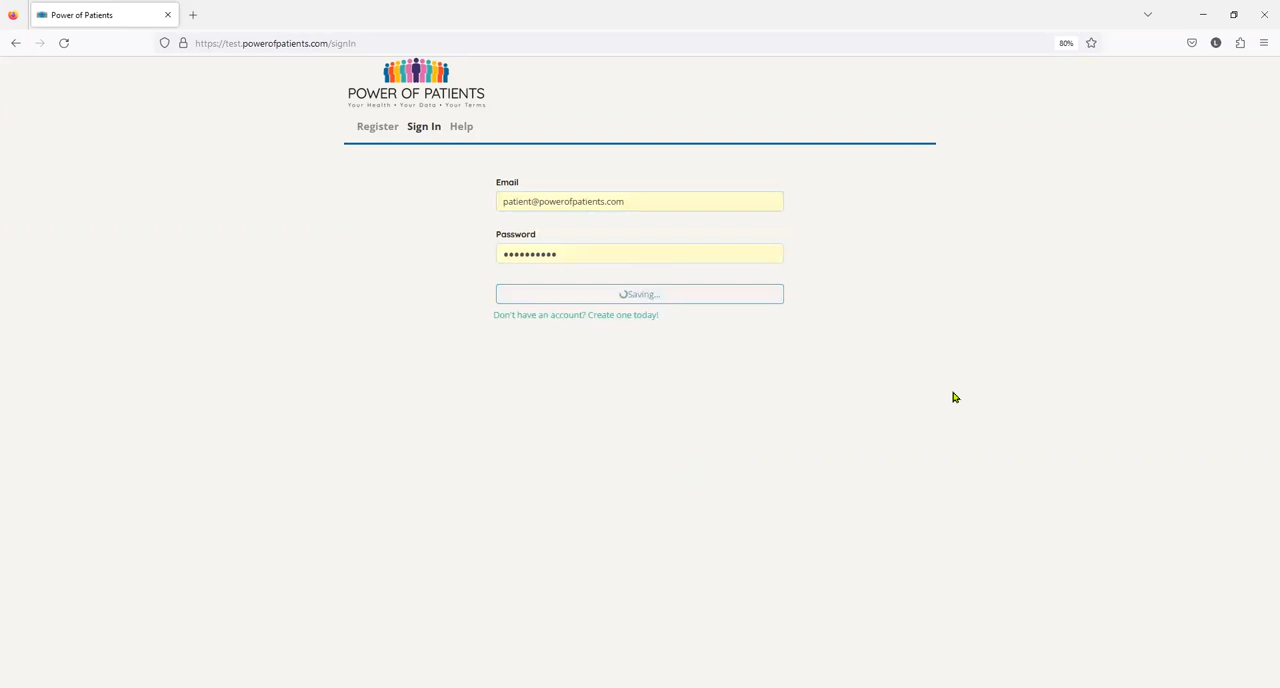 Power of Patients
https://test.powerofpatients.com/signIn
80%
L
POWER OF PATIENTS
Your Health • Your Data • Your Terms
Register Sign In Help
Email
patient@powerofpatients.com
Password
Saving...
Don't have an account? Create one today!